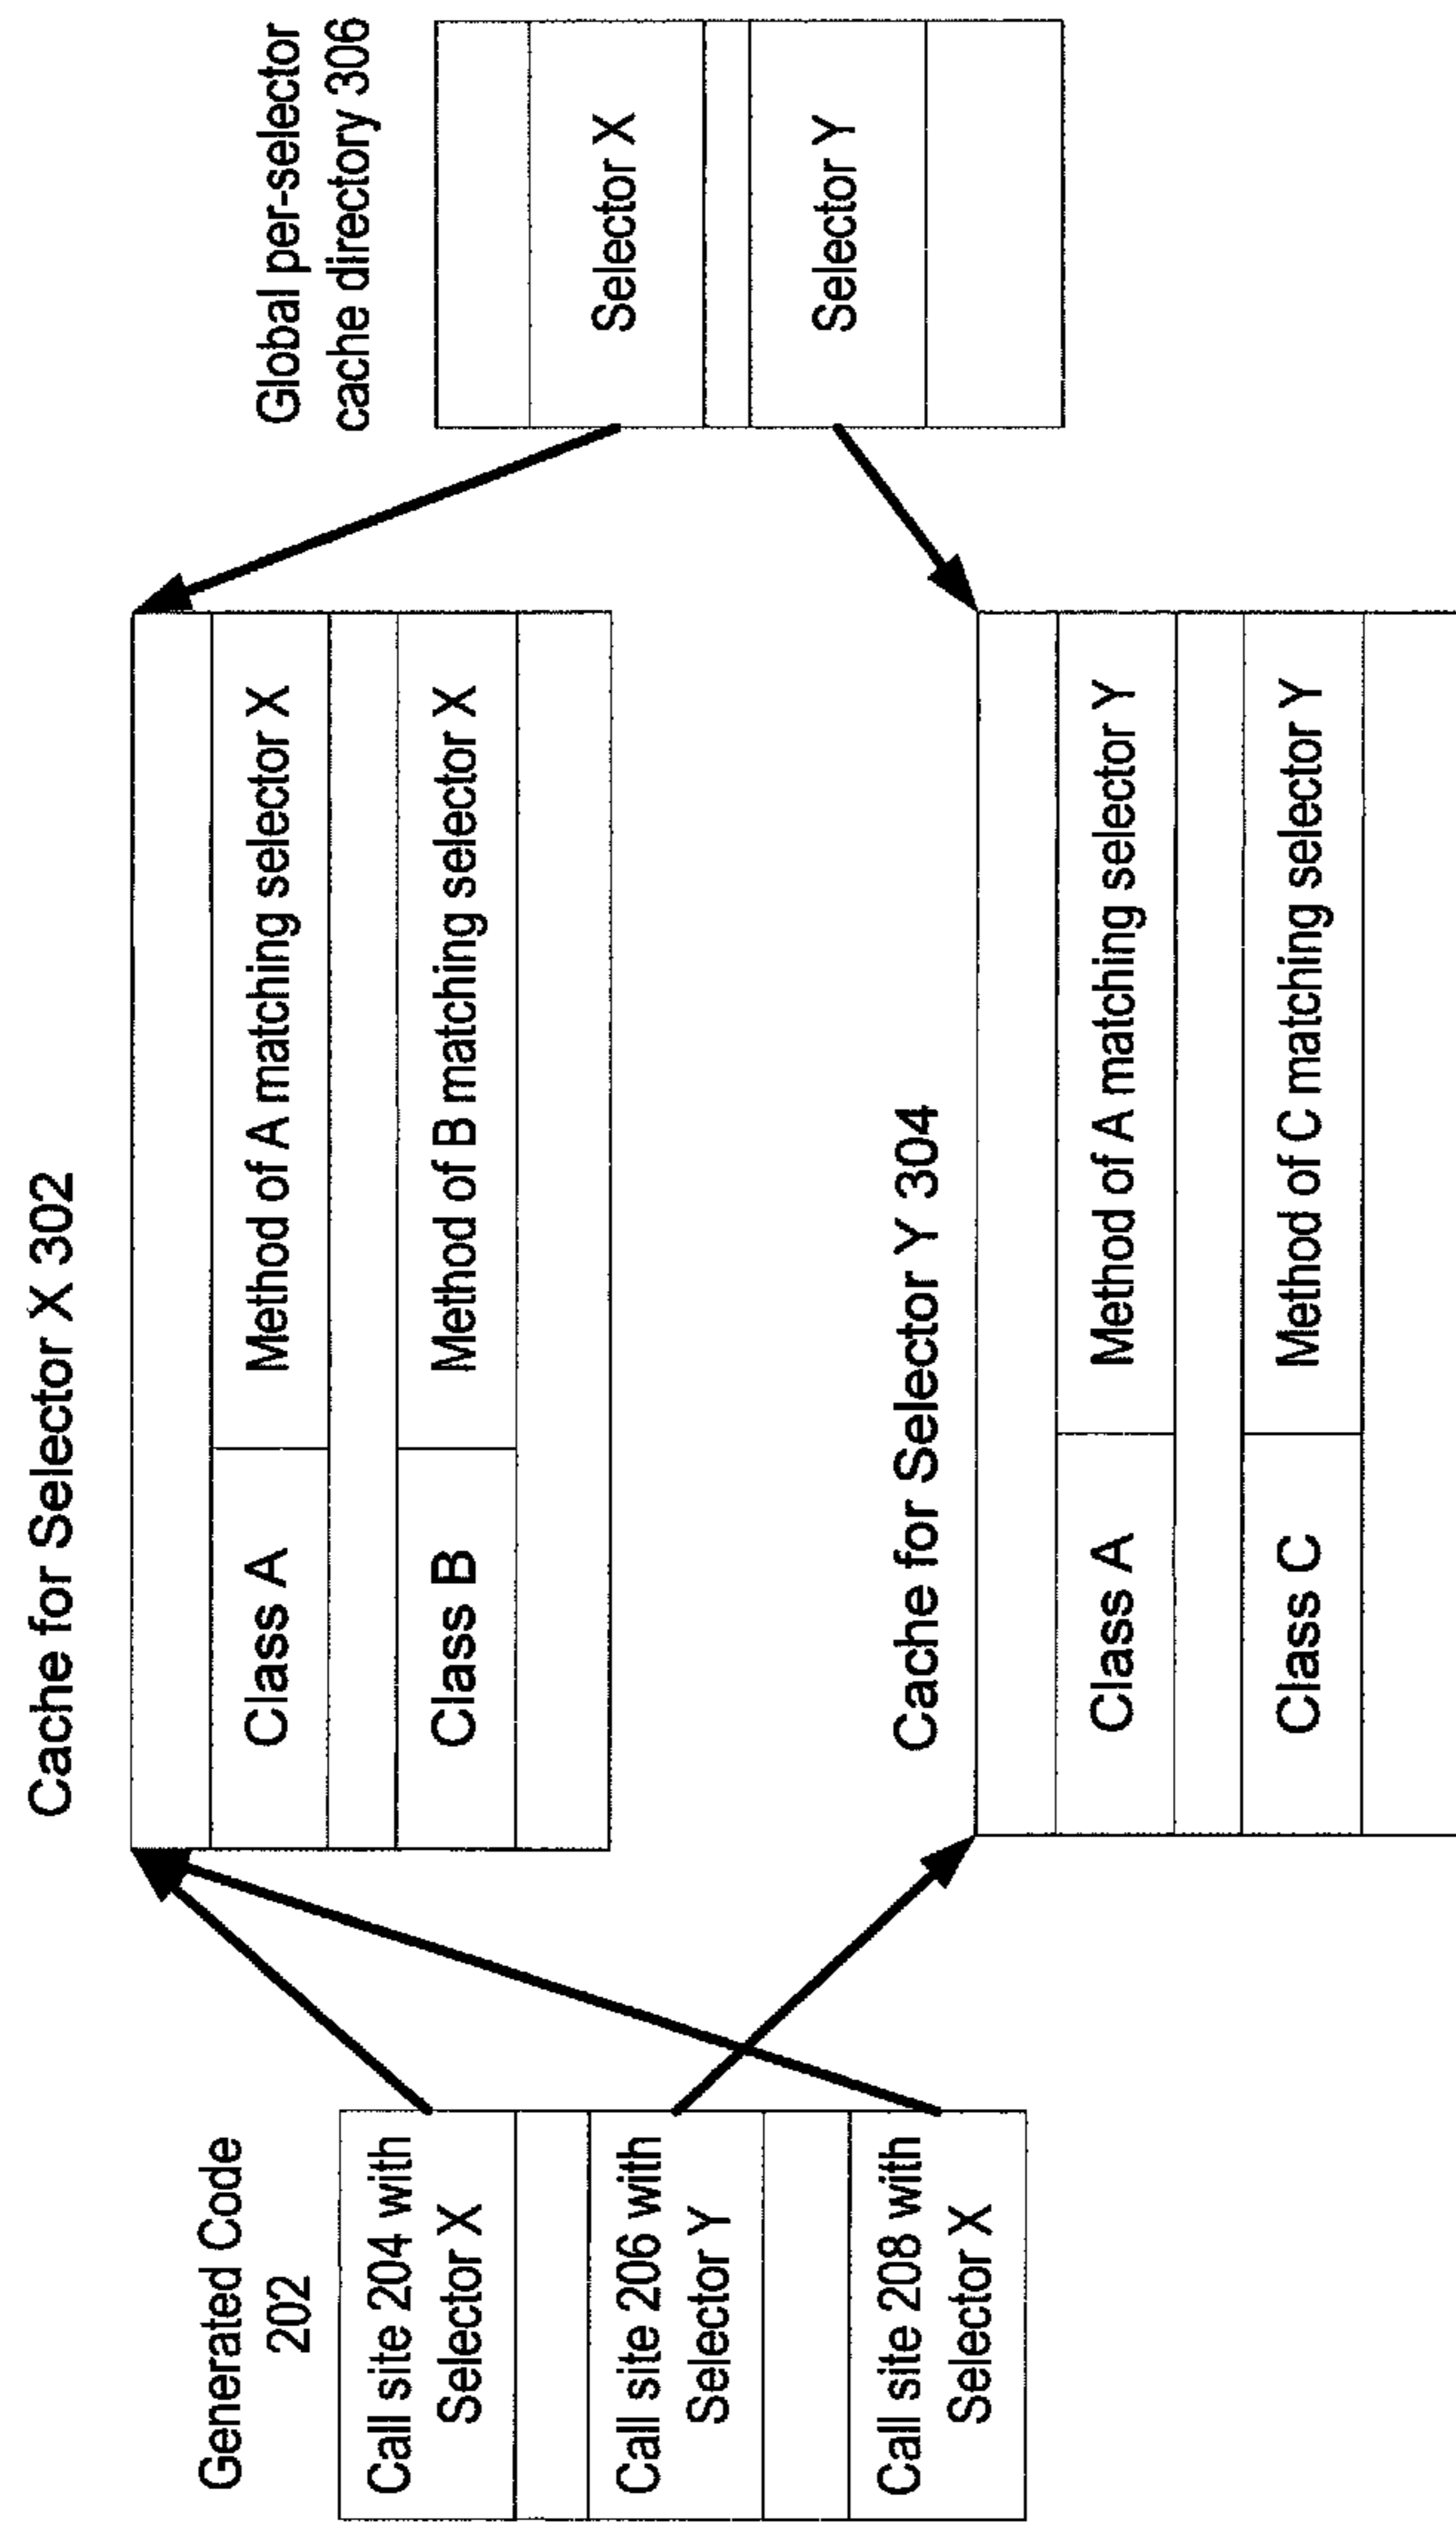 Generated Code
202
Call site 204 with
Selector X
Call site 206 with
Selector Y
Call site 208 with
Selector X
Cache for Selector X 302
Class A
Method of A matching selector X
Class B
Method of B matching selector X
Cache for Selector Y 304
Class A
Method of A matching selector Y
Class C
Method of C matching selector Y
Global per-selector
cache directory 306
Selector X
Selector Y